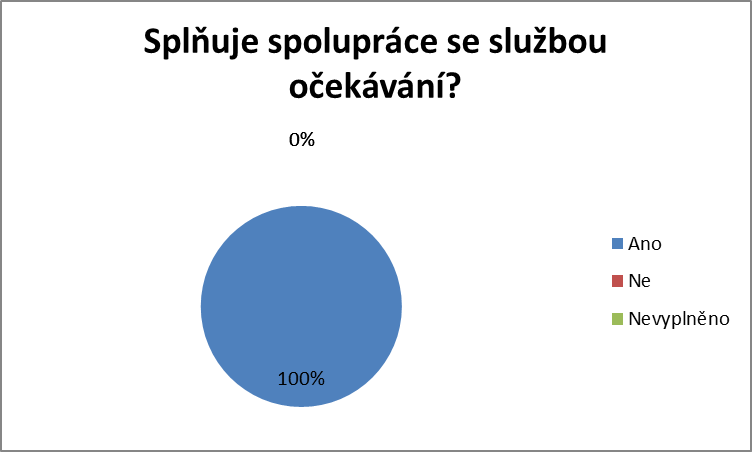 Splňuje spolupráce se službou
očekávání?
0%
100%
Ano
Ne
Nevyplněno